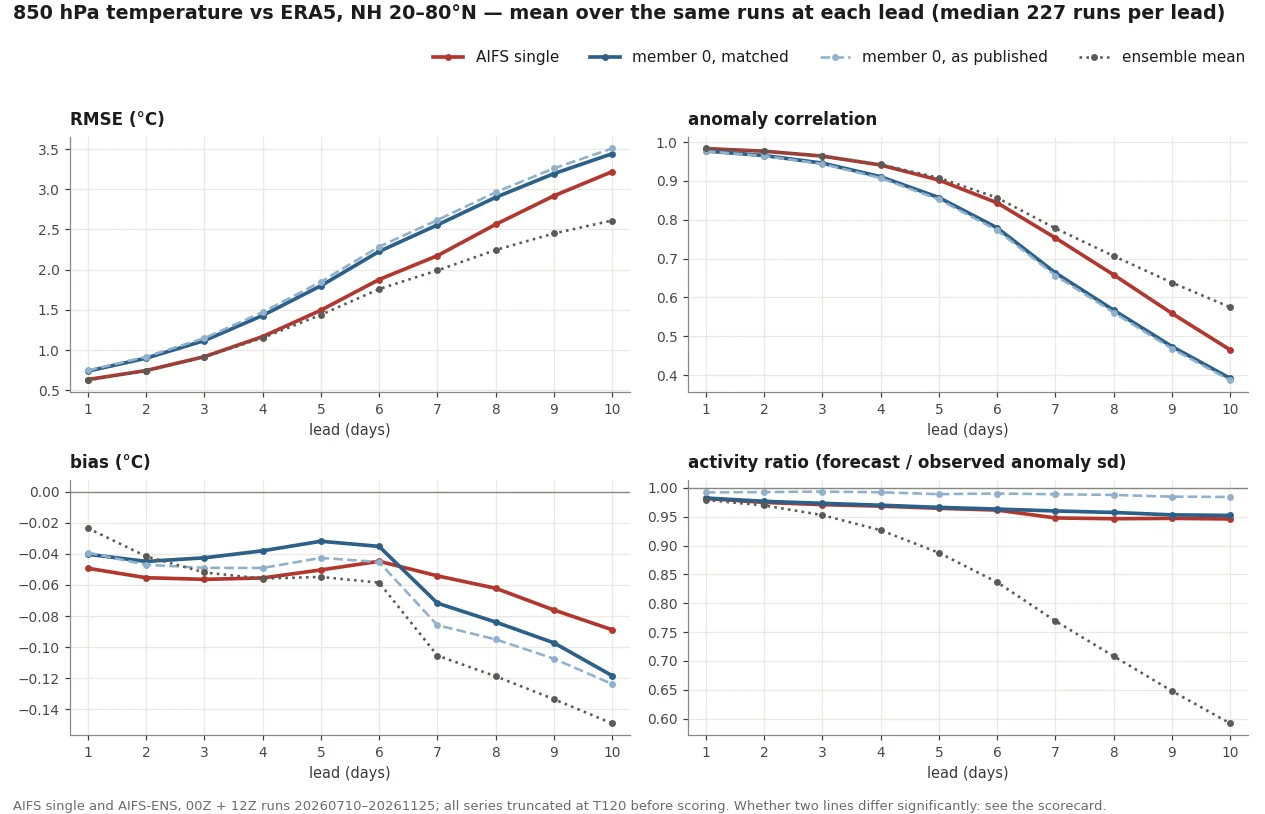 850 hPa temperature vs ERA5, NH 20–80°N — mean over the same runs at each lead (median 227 runs per lead)
AIFS single member 0, matched member 0, as published ensemble mean
RMSE (°C)
3.5
3.0
2.5
2.0
1.5
1.0
0.5
1 2 3 4 5 6 7 8 9 10
lead (days)
anomaly correlation
1.0
0.9
0.8
0.7
0.6
0.5
0.4
1 2 3 4 5 6 7 8 9 10
lead (days)
bias (°C)
0.00
−0.02
−0.04
−0.06
−0.08
−0.10
−0.12
−0.14
1 2 3 4 5 6 7 8 9 10
lead (days)
activity ratio (forecast / observed anomaly sd)
1.00
0.95
0.90
0.85
0.80
0.75
0.70
0.65
0.60
1 2 3 4 5 6 7 8 9 10
lead (days)
AIFS single and AIFS-ENS, 00Z + 12Z runs 20260710–20261125; all series truncated at T120 before scoring. Whether two lines differ significantly: see the scorecard.